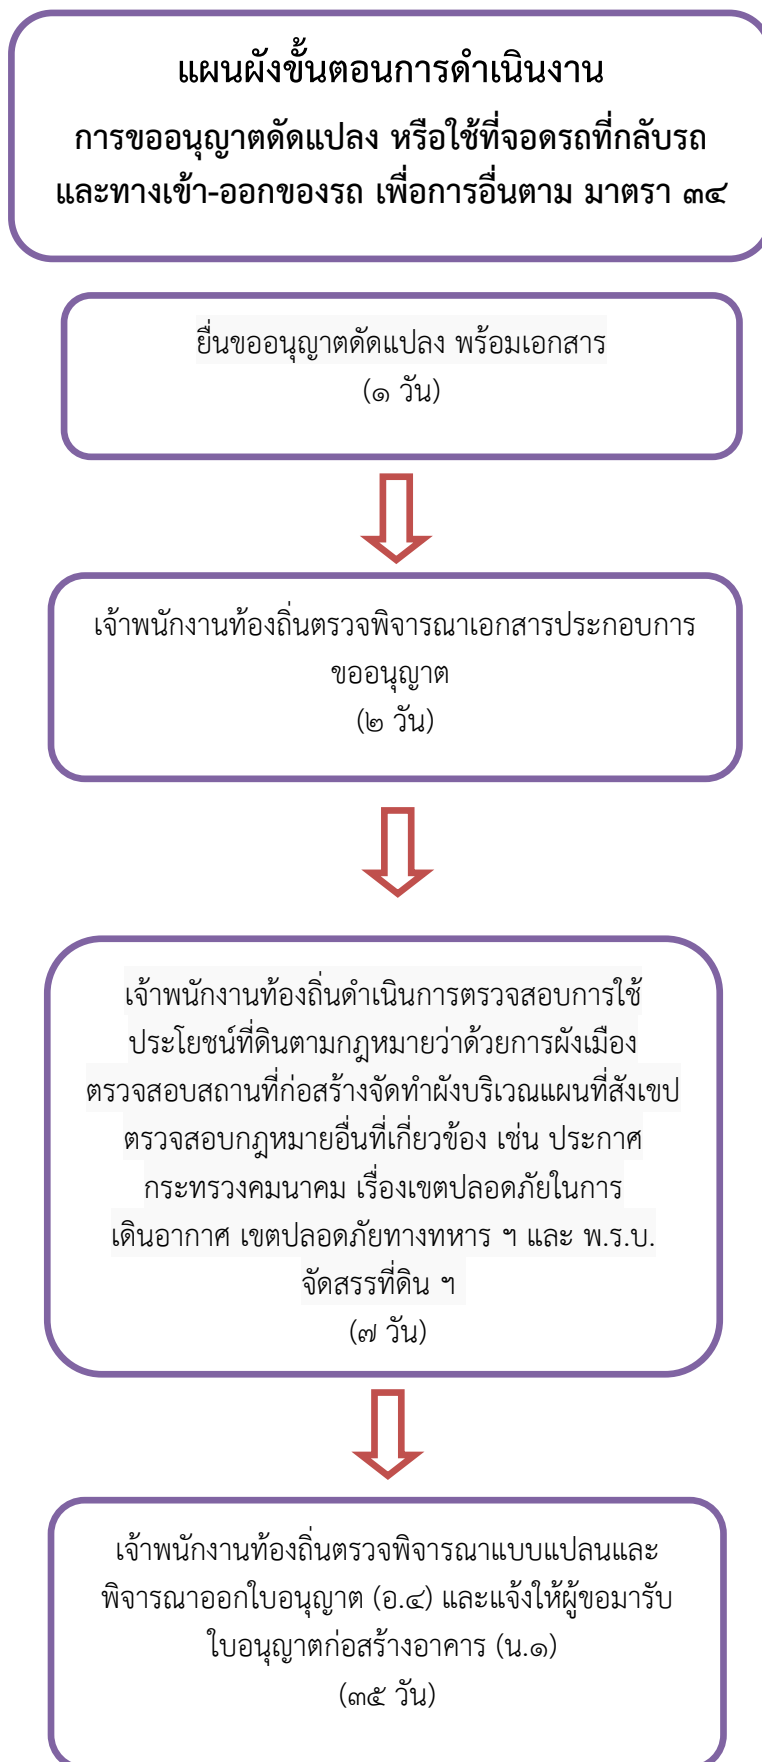 แผนผังขั้นตอนการดำเนินงาน
การขออนุญาตดัดแปลง หรือใช้ที่จอดรถที่กลับรถ
และทางเข้า-ออกของรถ เพื่อการอื่นตาม มาตรา ๓๔
ยื่นขออนุญาตดัดแปลง พร้อมเอกสาร
(๑ วัน)
เจ้าพนักงานท้องถิ่นตรวจพิจารณาเอกสารประกอบการ
ขออนุญาต
(๒ วัน)
เจ้าพนักงานท้องถิ่นดำเนินการตรวจสอบการใช้
ประโยชน์ที่ดินตามกฎหมายว่าด้วยการผังเมือง
ตรวจสอบสถานที่ก่อสร้างจัดทำผังบริเวณแผนที่สังเขป
ตรวจสอบกฎหมายอื่นที่เกี่ยวข้อง เช่น ประกาศ
กระทรวงคมนาคม เรื่องเขตปลอดภัยในการ
เดินอากาศ เขตปลอดภัยทางทหาร ฯ และ พ.ร.บ.
จัดสรรที่ดิน ฯ
(๗ วัน)
เจ้าพนักงานท้องถิ่นตรวจพิจารณาแบบแปลนและ
พิจารณาออกใบอนุญาต (อ.๔) และแจ้งให้ผู้ขอมารับ
ใบอนุญาตก่อสร้างอาคาร (น.๑)
(๓๕ วัน)